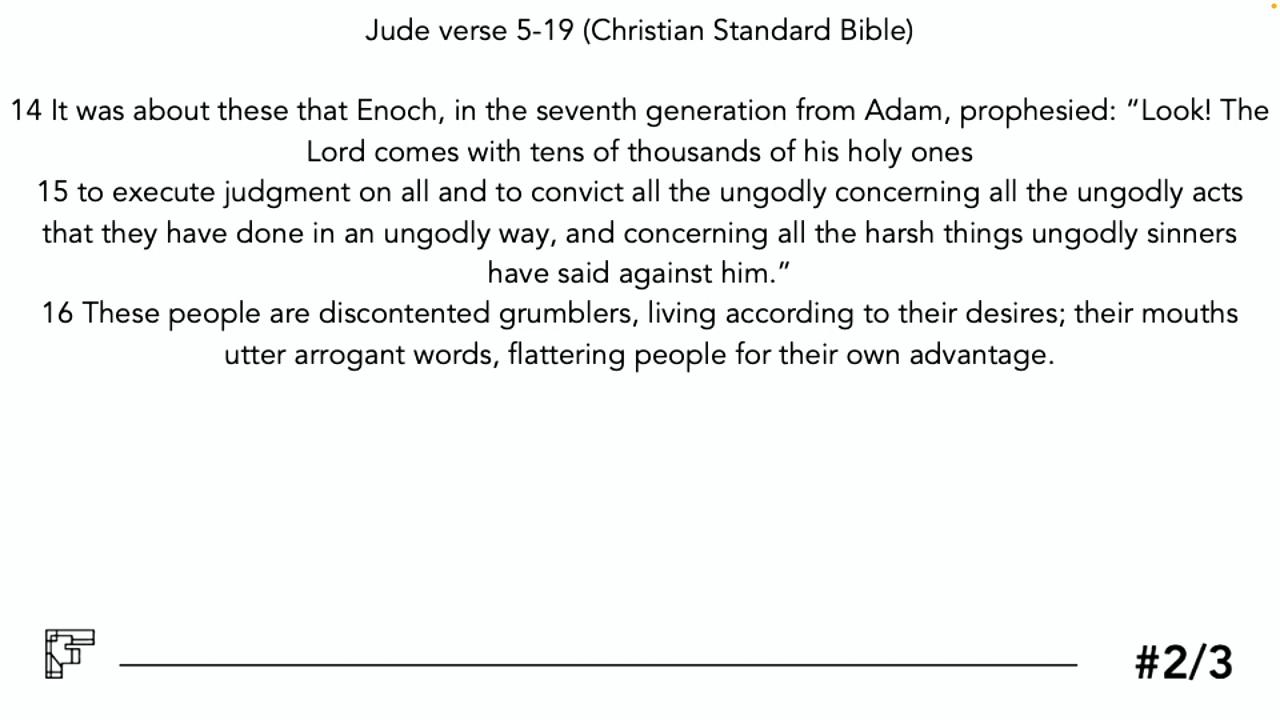 Jude verse 5-19 (Christian Standard Bible)
14 It was about these that Enoch, in the seventh generation from Adam, prophesied: “Look! The
Lord comes with tens of thousands of his holy ones
15 to execute judgment on all and to convict all the ungodly concerning all the ungodly acts
that they have done in an ungodly way, and concerning all the harsh things ungodly sinners
have said against him.”
16 These people are discontented grumblers, living according to their desires; their mouths
utter arrogant words, flattering people for their own advantage.
#2/3